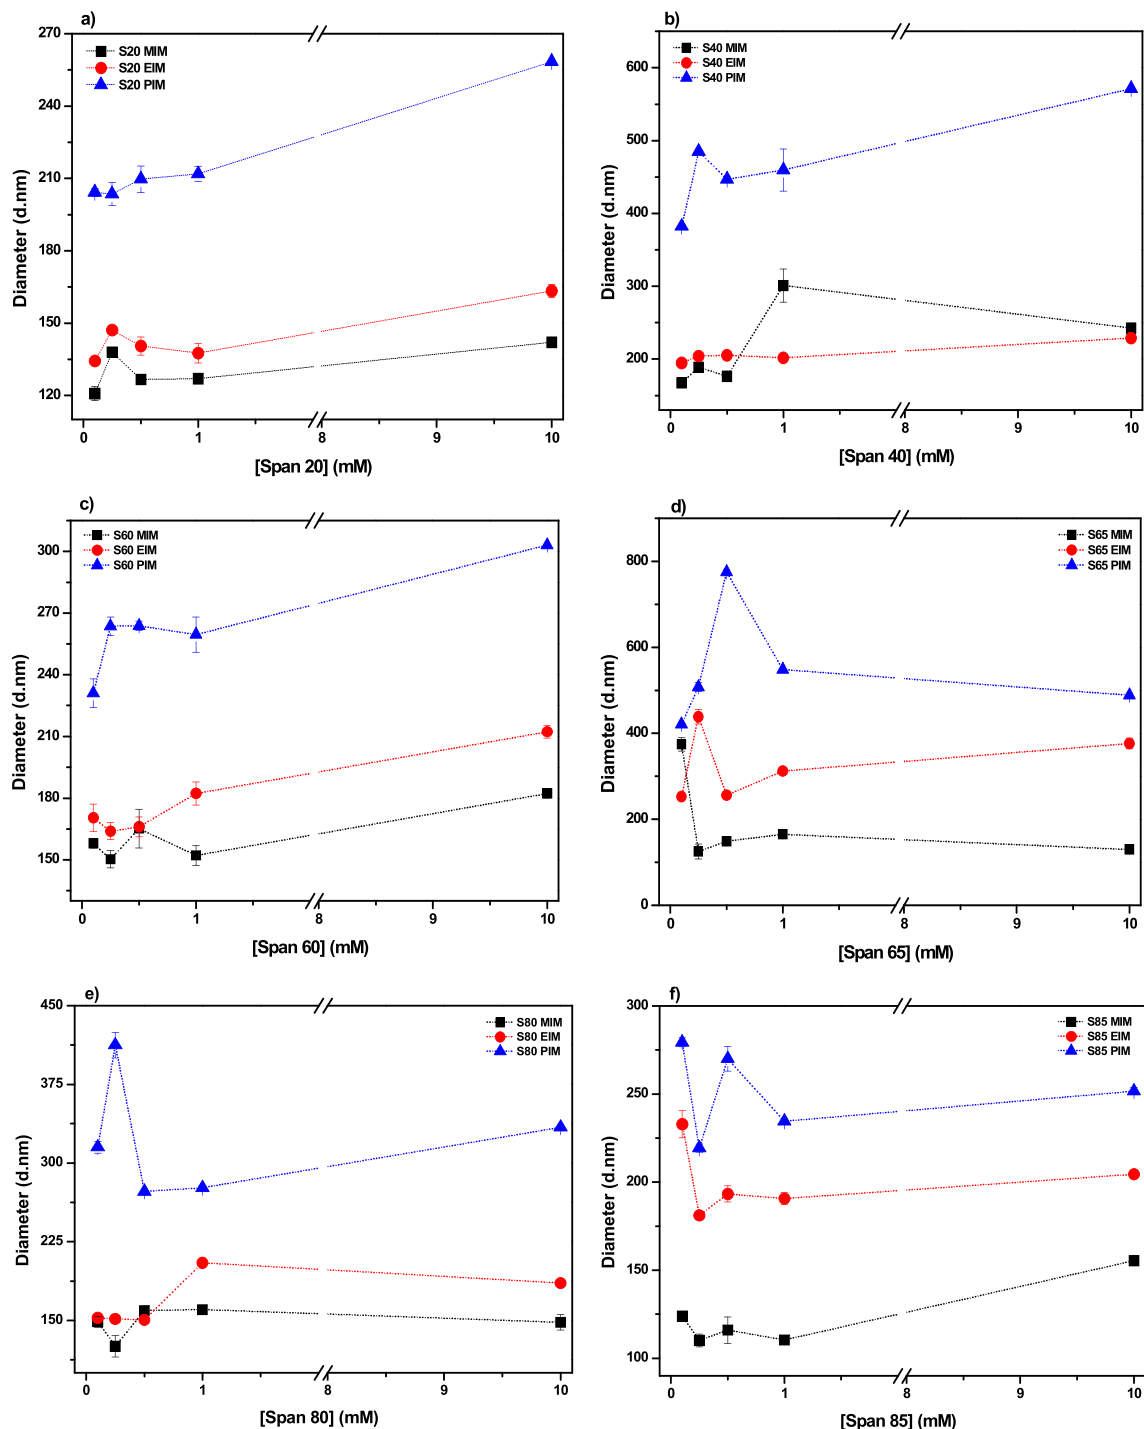 a)
S20 MIM
S20 EIM
S20 PIM
270
240
210
180
150
120
0 1 8 9 10
Diameter (d.nm)
[Span 20] (mM)
b)
S40 MIM
S40 EIM
S40 PIM
600
500
400
300
200
0 1 8 9 10
Diameter (d.nm)
[Span 40] (mM)
c)
S60 MIM
S60 EIM
S60 PIM
300
270
240
210
180
150
0 1 8 9 10
Diameter (d.nm)
[Span 60] (mM)
d)
S65 MIM
S65 EIM
S65 PIM
800
600
400
200
0
0 1 8 9 10
Diameter (d.nm)
[Span 65] (mM)
e)
S80 MIM
S80 EIM
S80 PIM
450
375
300
225
150
0 1 8 9 10
Diameter (d.nm)
[Span 80] (mM)
f)
S85 MIM
S85 EIM
S85 PIM
300
250
200
150
100
0 1 8 9 10
Diameter (d.nm)
[Span 85] (mM)